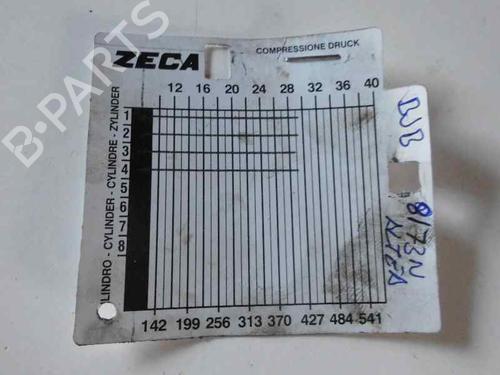 ZECA
COMPRESSIONE DRUCK
12 16 20 24 28 32 36 40
CILINDRO - CYLINDER - CYLINDRE - ZYLINDER
1
2
3
4
5
6
7
8
142 199 256 313 370 427 484 541
B-PARTS